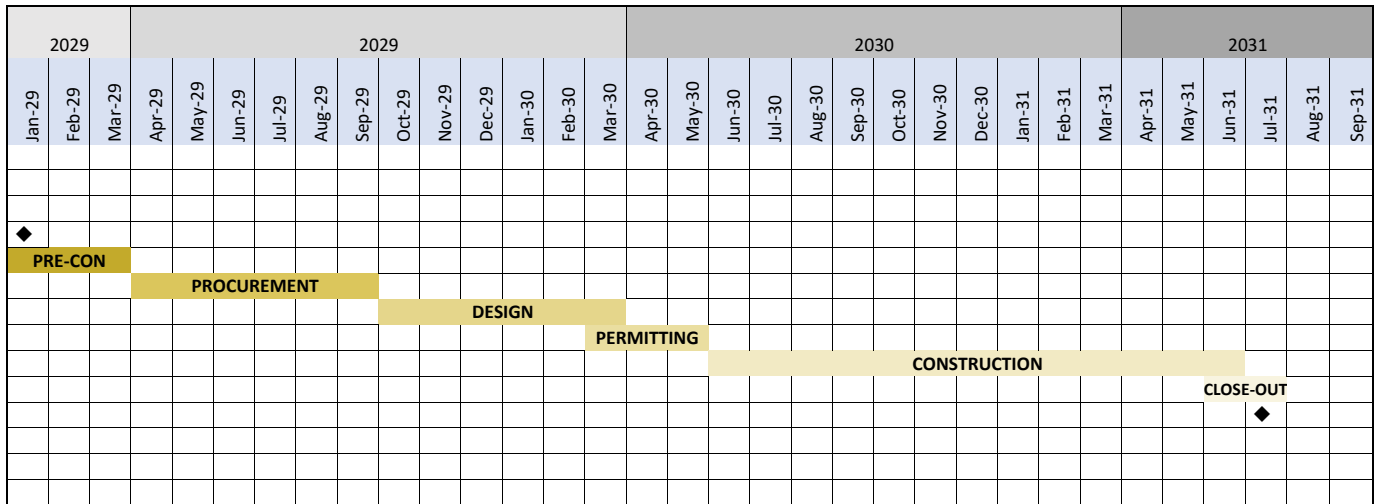 2029 2029 2030 2031
Jan-29 Feb-29 Mar-29 Apr-29 May-29 Jun-29 Jul-29 Aug-29 Sep-29 Oct-29 Nov-29 Dec-29 Jan-30 Feb-30 Mar-30 Apr-30 May-30 Jun-30 Jul-30 Aug-30 Sep-30 Oct-30 Nov-30 Dec-30 Jan-31 Feb-31 Mar-31 Apr-31 May-31 Jun-31 Jul-31 Aug-31 Sep-31
PRE-CON
PROCUREMENT
DESIGN
PERMITTING
CONSTRUCTION
CLOSE-OUT